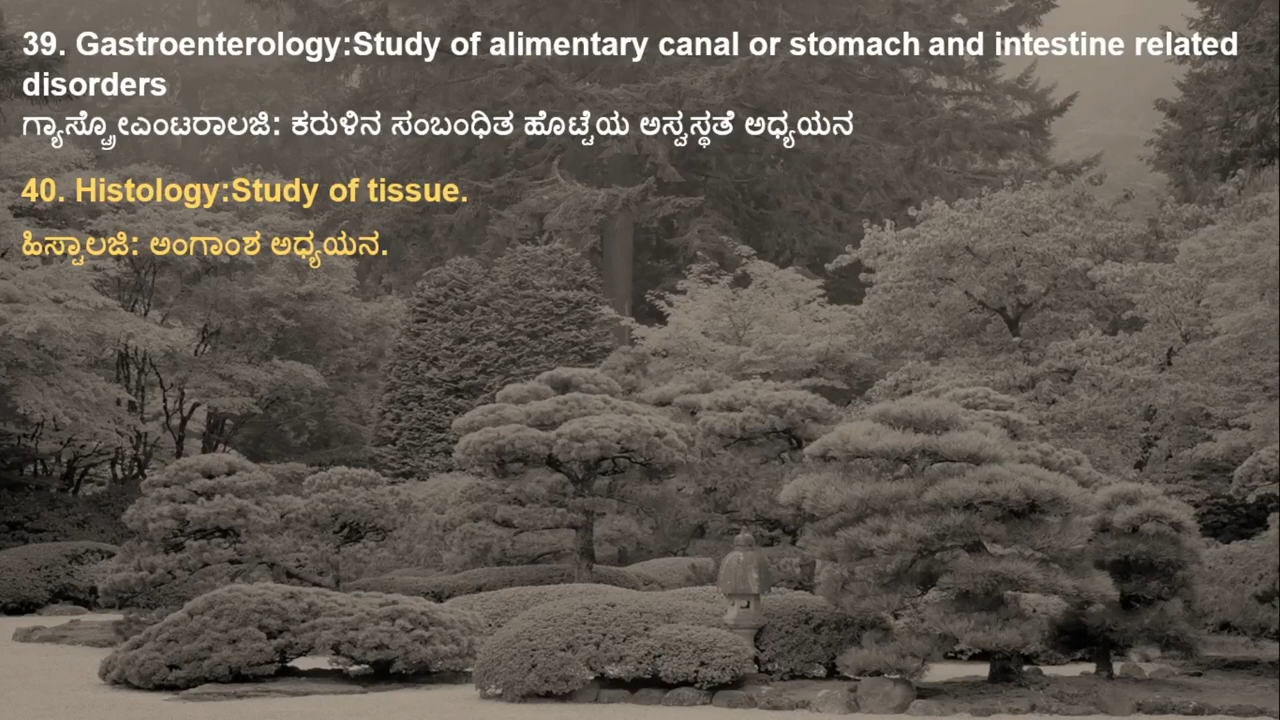 39. Gastroenterology:Study of alimentary canal or stomach and intestine related
disorders
ಗ್ಯಾಸ್ಟ್ರೋಎಂಟರಾಲಜಿ: ಕರುಳಿನ ಸಂಬಂಧಿತ ಹೊಟ್ಟೆಯ ಅಸ್ವಸ್ಥತೆ ಅಧ್ಯಯನ
40. Histology:Study of tissue.
ಹಿಸ್ಟಾಲಜಿ: ಅಂಗಾಂಶ ಅಧ್ಯಯನ.